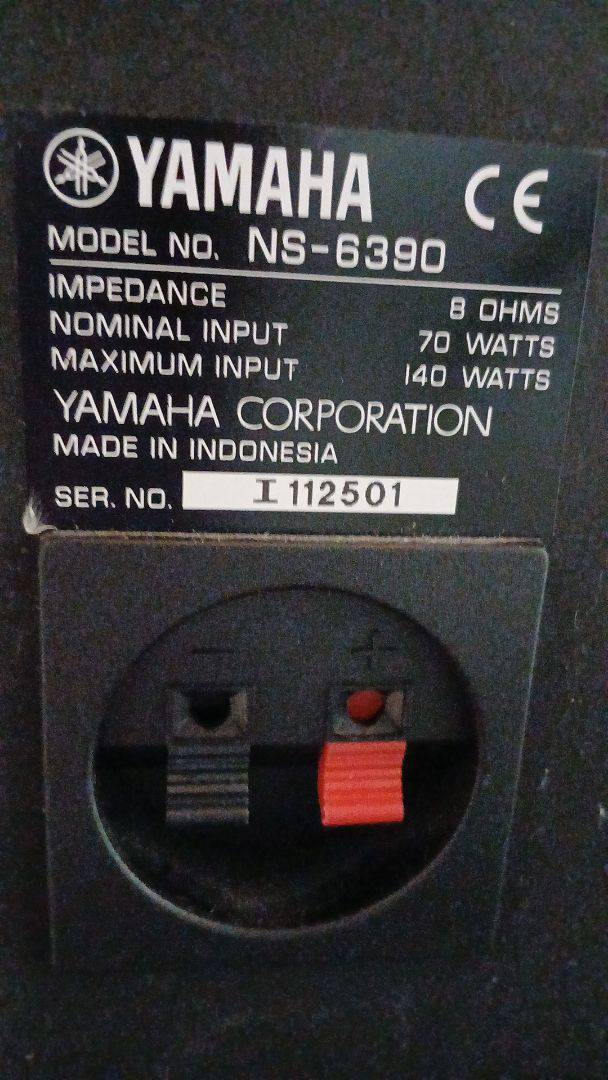 YAMAHA CE
MODEL NO. NS-6390
IMPEDANCE 8 OHMS
NOMINAL INPUT 70 WATTS
MAXIMUM INPUT 140 WATTS
YAMAHA CORPORATION
MADE IN INDONESIA
SER. NO. I 112501
− +